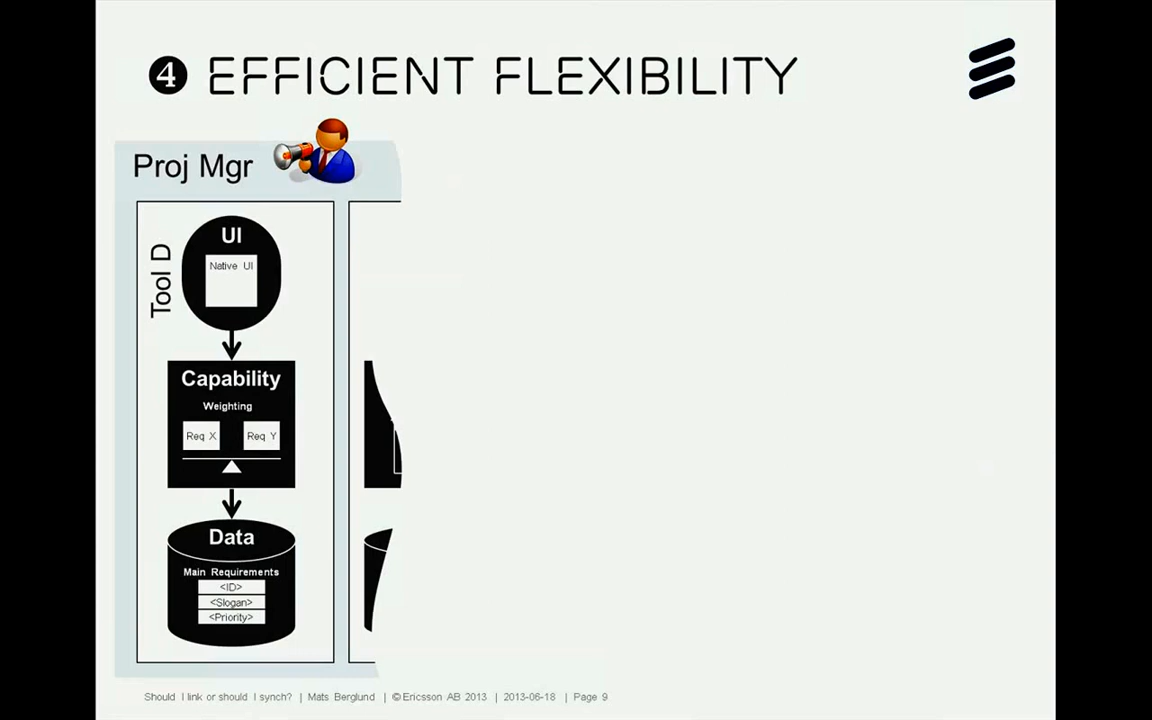 4 EFFICIENT FLEXIBILITY
Proj Mgr
Tool D
UI
Native UI
Capability
Weighting
Req X Req Y
Data
Main Requirements
<ID>
<Slogan>
<Priority>
Should I link or should I synch? | Mats Berglund | © Ericsson AB 2013 | 2013-06-18 | Page 9